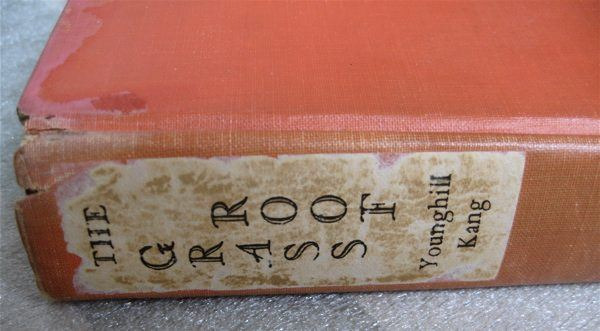 THE
GRASS
ROOF
Younghill
Kang